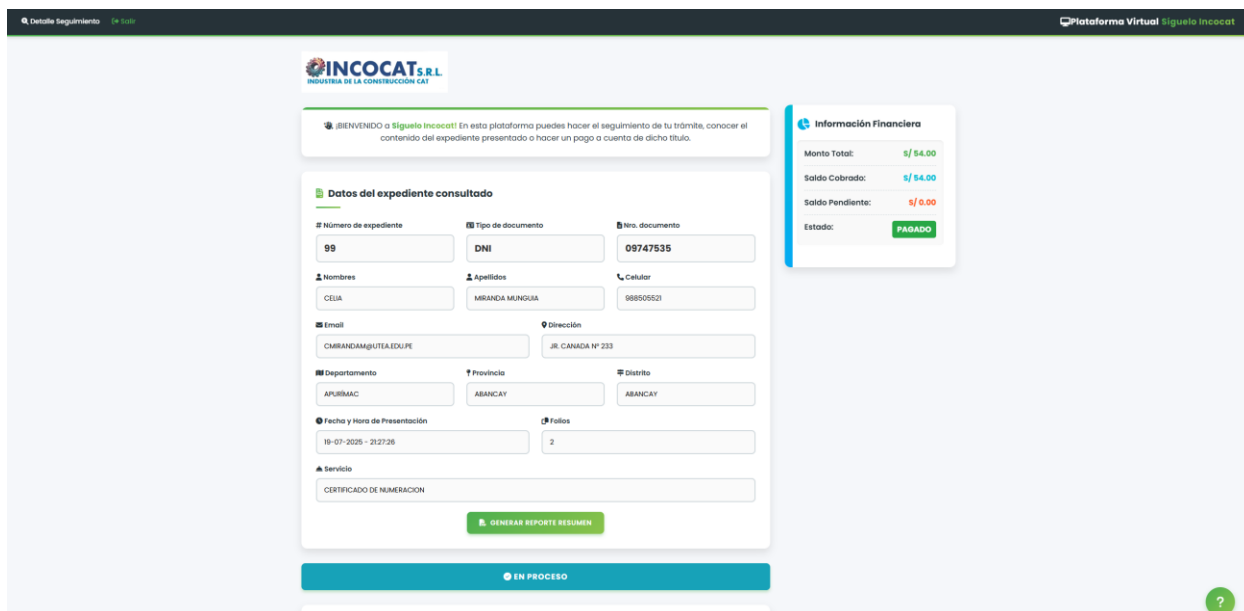 Detalle Seguimiento Salir
Plataforma Virtual Siguelo Incocat
INCOCAT S.R.L.
INDUSTRIA DE LA CONSTRUCCIÓN CAT
¡BIENVENIDO a Siguelo Incocat! En esta plataforma puedes hacer el seguimiento de tu trámite, conocer el
contenido del expediente presentado o hacer un pago a cuenta de dicho título.
Datos del expediente consultado
# Número de expediente Tipo de documento Nro. documento
99 DNI 09747535
Nombres Apellidos Celular
CELIA MIRANDA MUNGUIA 988505521
Email Dirección
CMIRANDAM@UTEA.EDU.PE JR. CANADA N° 233
Departamento Provincia Distrito
APURÍMAC ABANCAY ABANCAY
Fecha y Hora de Presentación Folios
19-07-2025 - 21:27:26 2
Servicio
CERTIFICADO DE NUMERACION
GENERAR REPORTE RESUMEN
EN PROCESO
Información Financiera
Monto Total: S/ 54.00
Saldo Cobrado: S/ 54.00
Saldo Pendiente: S/ 0.00
Estado: PAGADO
?